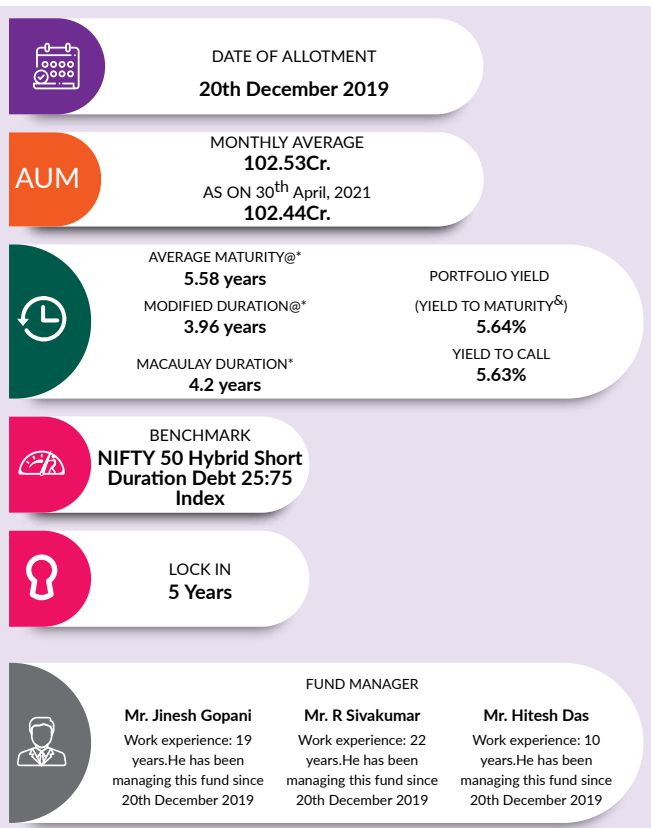 DATE OF ALLOTMENT
20th December 2019
AUM
MONTHLY AVERAGE
102.53Cr.
AS ON 30th April, 2021
102.44Cr.
AVERAGE MATURITY@*
5.58 years
MODIFIED DURATION@*
3.96 years
MACAULAY DURATION*
4.2 years
PORTFOLIO YIELD
(YIELD TO MATURITY&)
5.64%
YIELD TO CALL
5.63%
BENCHMARK
NIFTY 50 Hybrid Short
Duration Debt 25:75
Index
LOCK IN
5 Years
FUND MANAGER
Mr. Jinesh Gopani
Work experience: 19
years.He has been
managing this fund since
20th December 2019
Mr. R Sivakumar
Work experience: 22
years.He has been
managing this fund since
20th December 2019
Mr. Hitesh Das
Work experience: 10
years.He has been
managing this fund since
20th December 2019